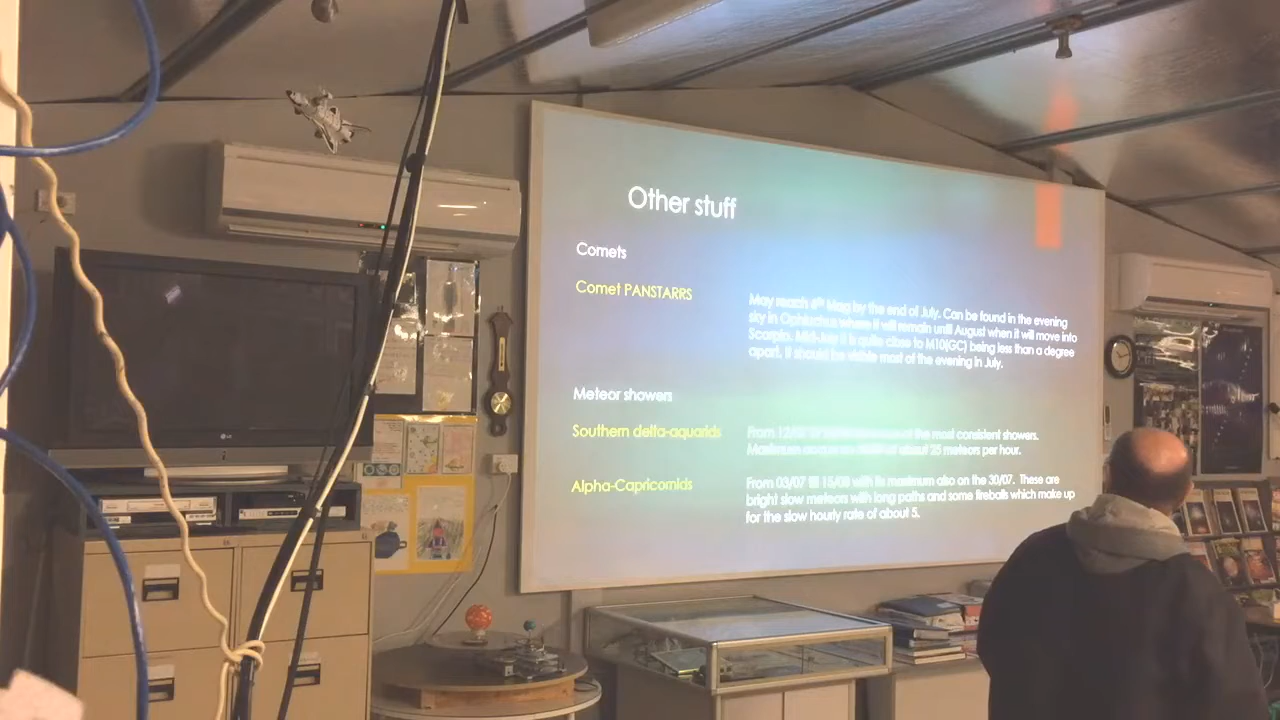 Other stuff
Comets
Comet PANSTARRS
May reach 6th Mag by the end of July. Can be found in the evening
sky in Ophiuchus where it will remain until August when it will move into
Scorpio. Mid-July it is quite close to M10(GC) being less than a degree
apart. It should be visible most of the evening in July.
Meteor showers
Southern delta-aquarids
From 12/ the most consistent showers.
Maximum of about 25 meteors per hour.
Alpha-Capricornids
From 03/07 till 15/08 with its maximum also on the 30/07. These are
bright slow meteors with long paths and some fireballs which make up
for the slow hourly rate of about 5.
LG